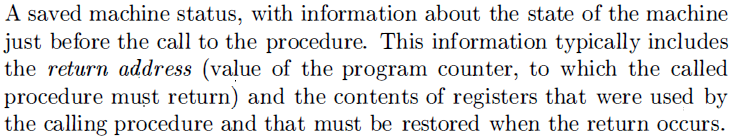 A saved machine status, with information about the state of the machine
just before the call to the procedure. This information typically includes
the return address (value of the program counter, to which the called
procedure must return) and the contents of registers that were used by
the calling procedure and that must be restored when the return occurs.